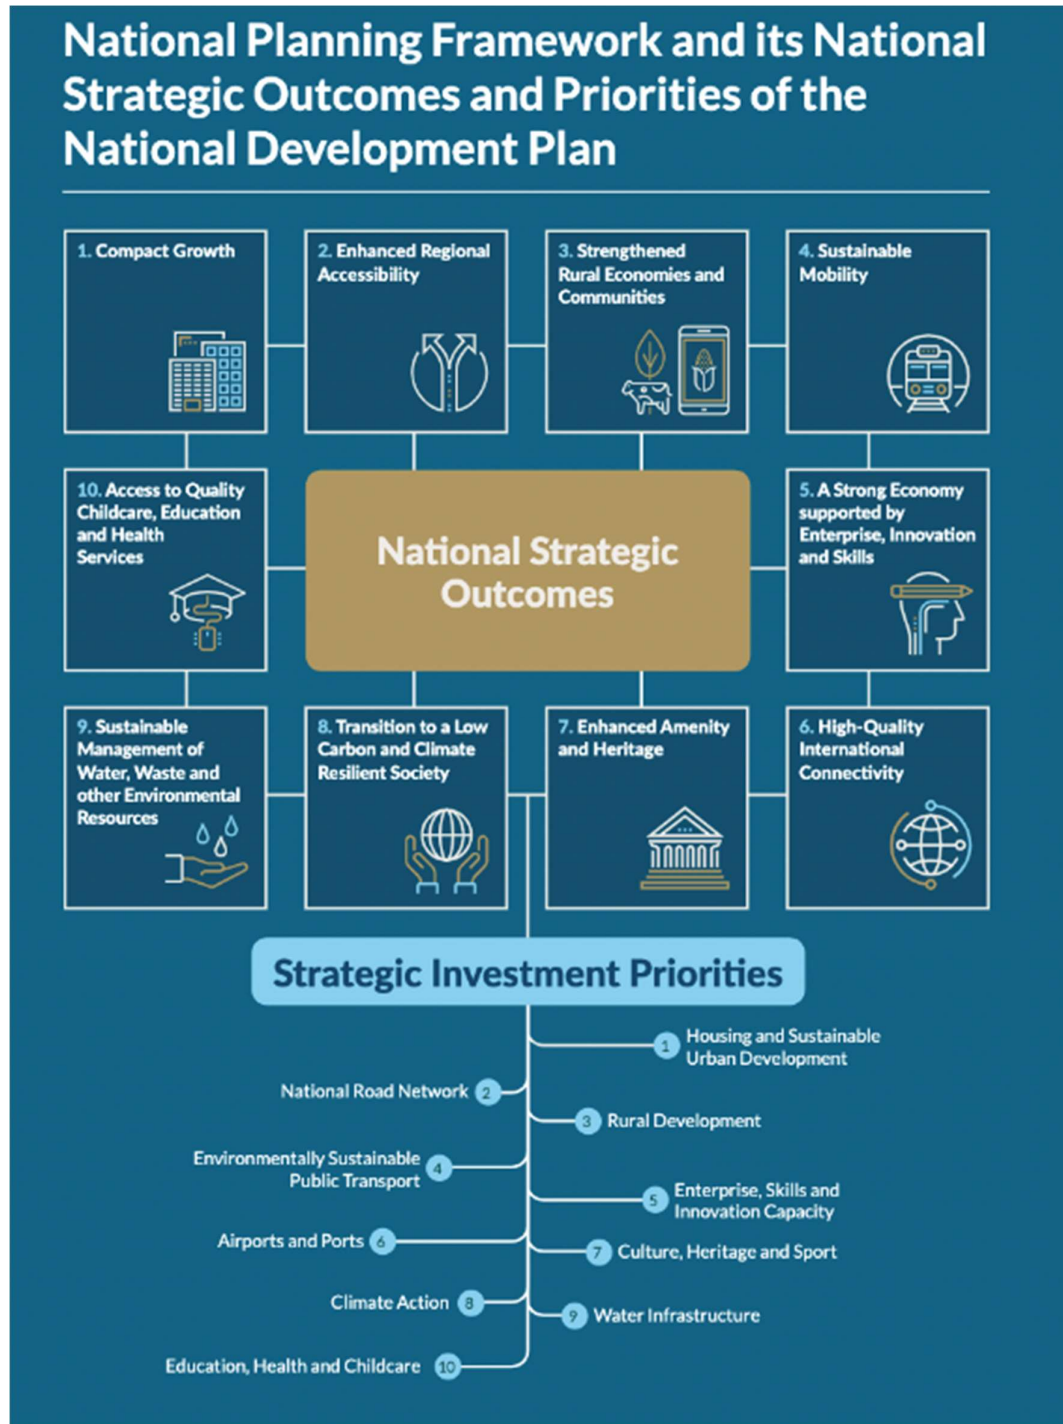 National Planning Framework and its National
Strategic Outcomes and Priorities of the
National Development Plan
1. Compact Growth
2. Enhanced Regional
Accessibility
3. Strengthened
Rural Economies and
Communities
4. Sustainable
Mobility
10. Access to Quality
Childcare, Education
and Health
Services
National Strategic
Outcomes
5. A Strong Economy
supported by
Enterprise, Innovation
and Skills
9. Sustainable
Management of
Water, Waste and
other Environmental
Resources
8. Transition to a Low
Carbon and Climate
Resilient Society
7. Enhanced Amenity
and Heritage
6. High-Quality
International
Connectivity
Strategic Investment Priorities
1 Housing and Sustainable
Urban Development
National Road Network 2
3 Rural Development
Environmentally Sustainable
Public Transport 4
5 Enterprise, Skills and
Innovation Capacity
Airports and Ports 6
7 Culture, Heritage and Sport
Climate Action 8
9 Water Infrastructure
Education, Health and Childcare 10